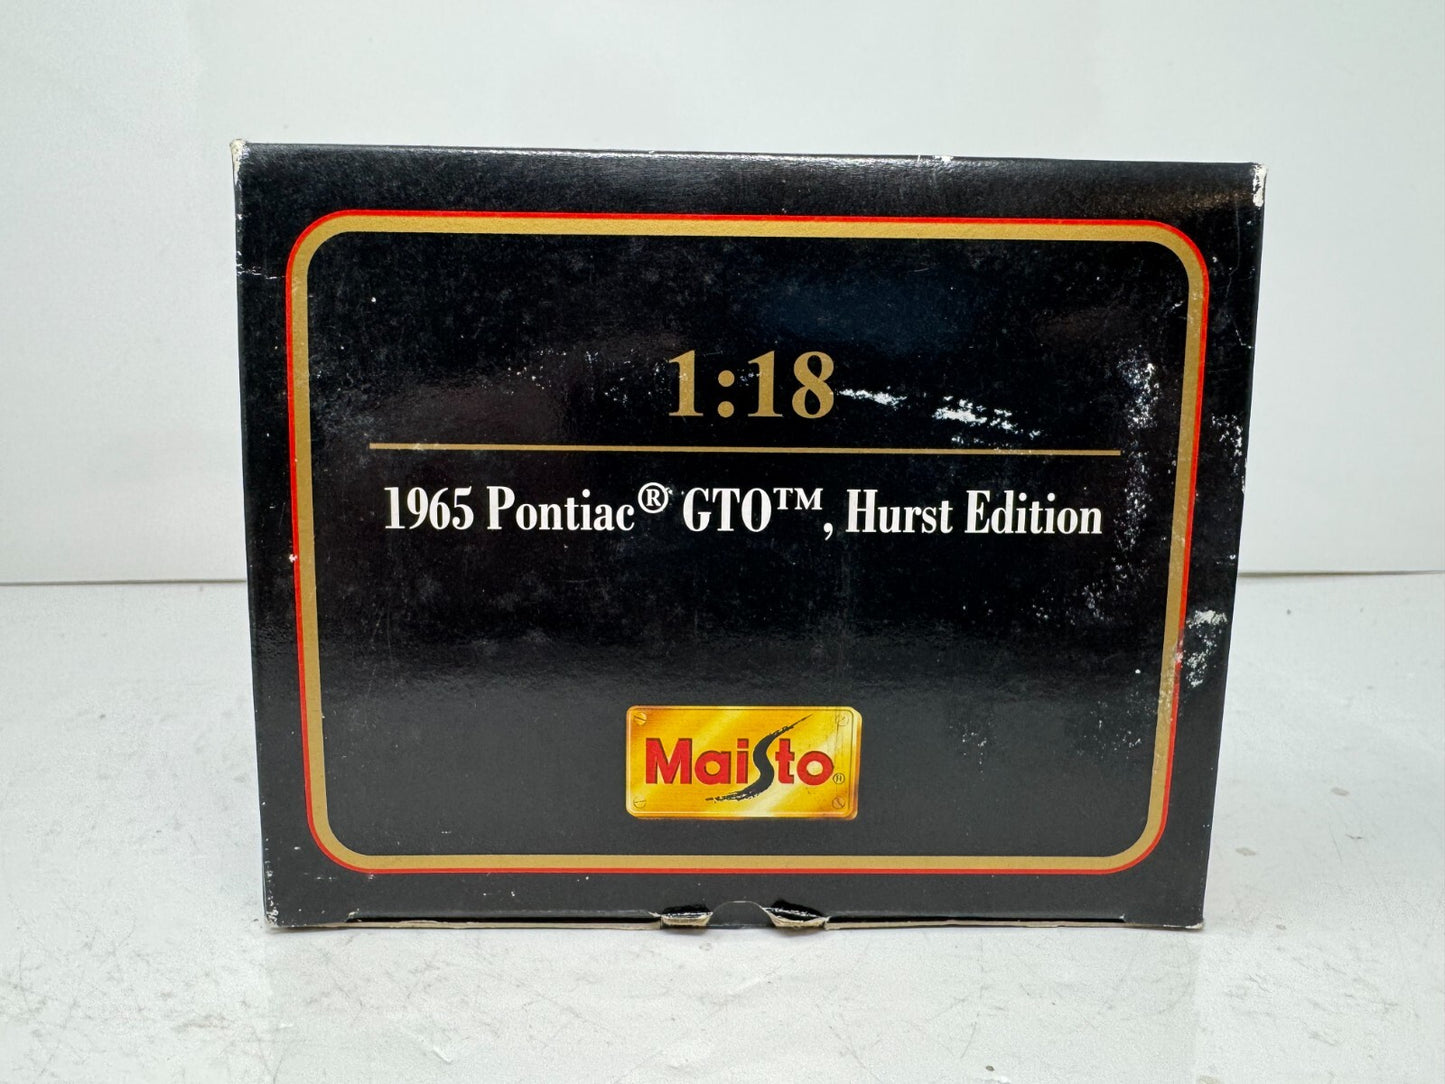 1:18
1965 Pontiac® GTO™, Hurst Edition
Maisto®